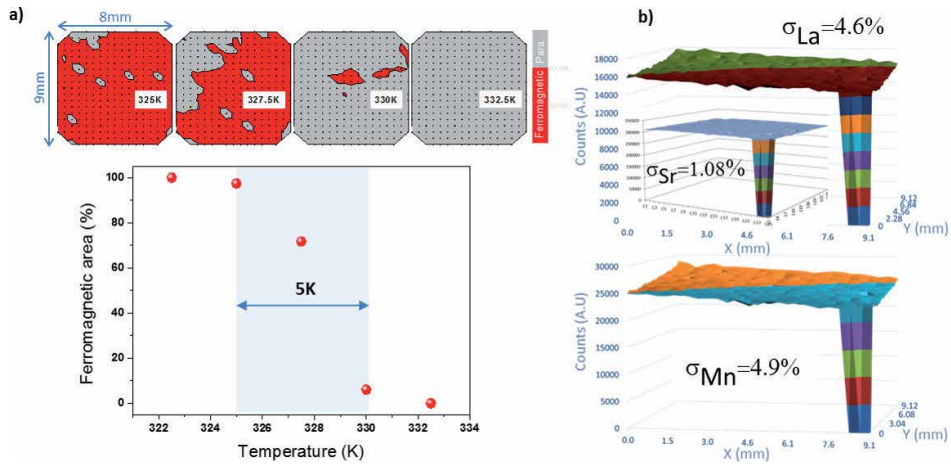 a)
8mm
9mm
325K
327.5K
330K
332.5K
Ferromagnetic
Para.
Ferromagnetic area (%)
100
80
60
40
20
0
5K
322
324
326
328
330
332
334
Temperature (K)
b)
σLa=4.6%
Counts (A.U)
18000
16000
14000
12000
10000
8000
6000
4000
2000
0
σSr=1.08%
0.0
1.5
3.0
4.6
6.1
7.6
9.1
X (mm)
9.12
6.84
4.56
2.28
0
Y (mm)
Counts (A.U)
30000
25000
20000
15000
10000
5000
0
σMn=4.9%
0.0
1.5
3.0
4.6
6.1
7.6
9.1
X (mm)
9.12
6.08
3.04
0
Y (mm)